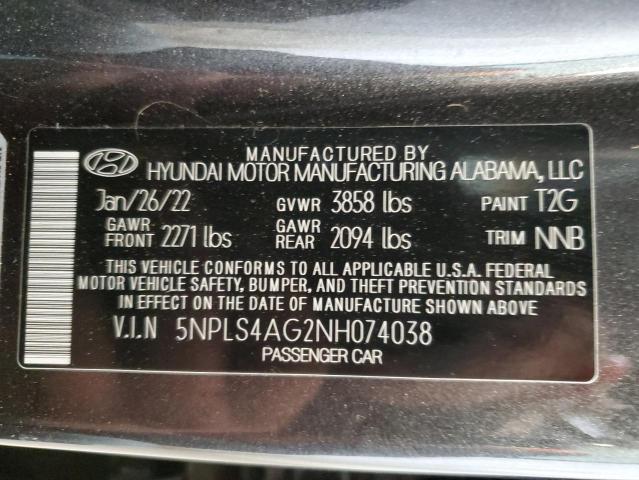 MANUFACTURED BY
HYUNDAI MOTOR MANUFACTURING ALABAMA, LLC
Jan/26/22 GVWR 3858 lbs PAINT T2G
GAWR FRONT 2271 lbs GAWR REAR 2094 lbs TRIM NNB
THIS VEHICLE CONFORMS TO ALL APPLICABLE U.S.A. FEDERAL
MOTOR VEHICLE SAFETY, BUMPER, AND THEFT PREVENTION STANDARDS
IN EFFECT ON THE DATE OF MANUFACTURE SHOWN ABOVE.
V.I.N 5NPLS4AG2NH074038
PASSENGER CAR